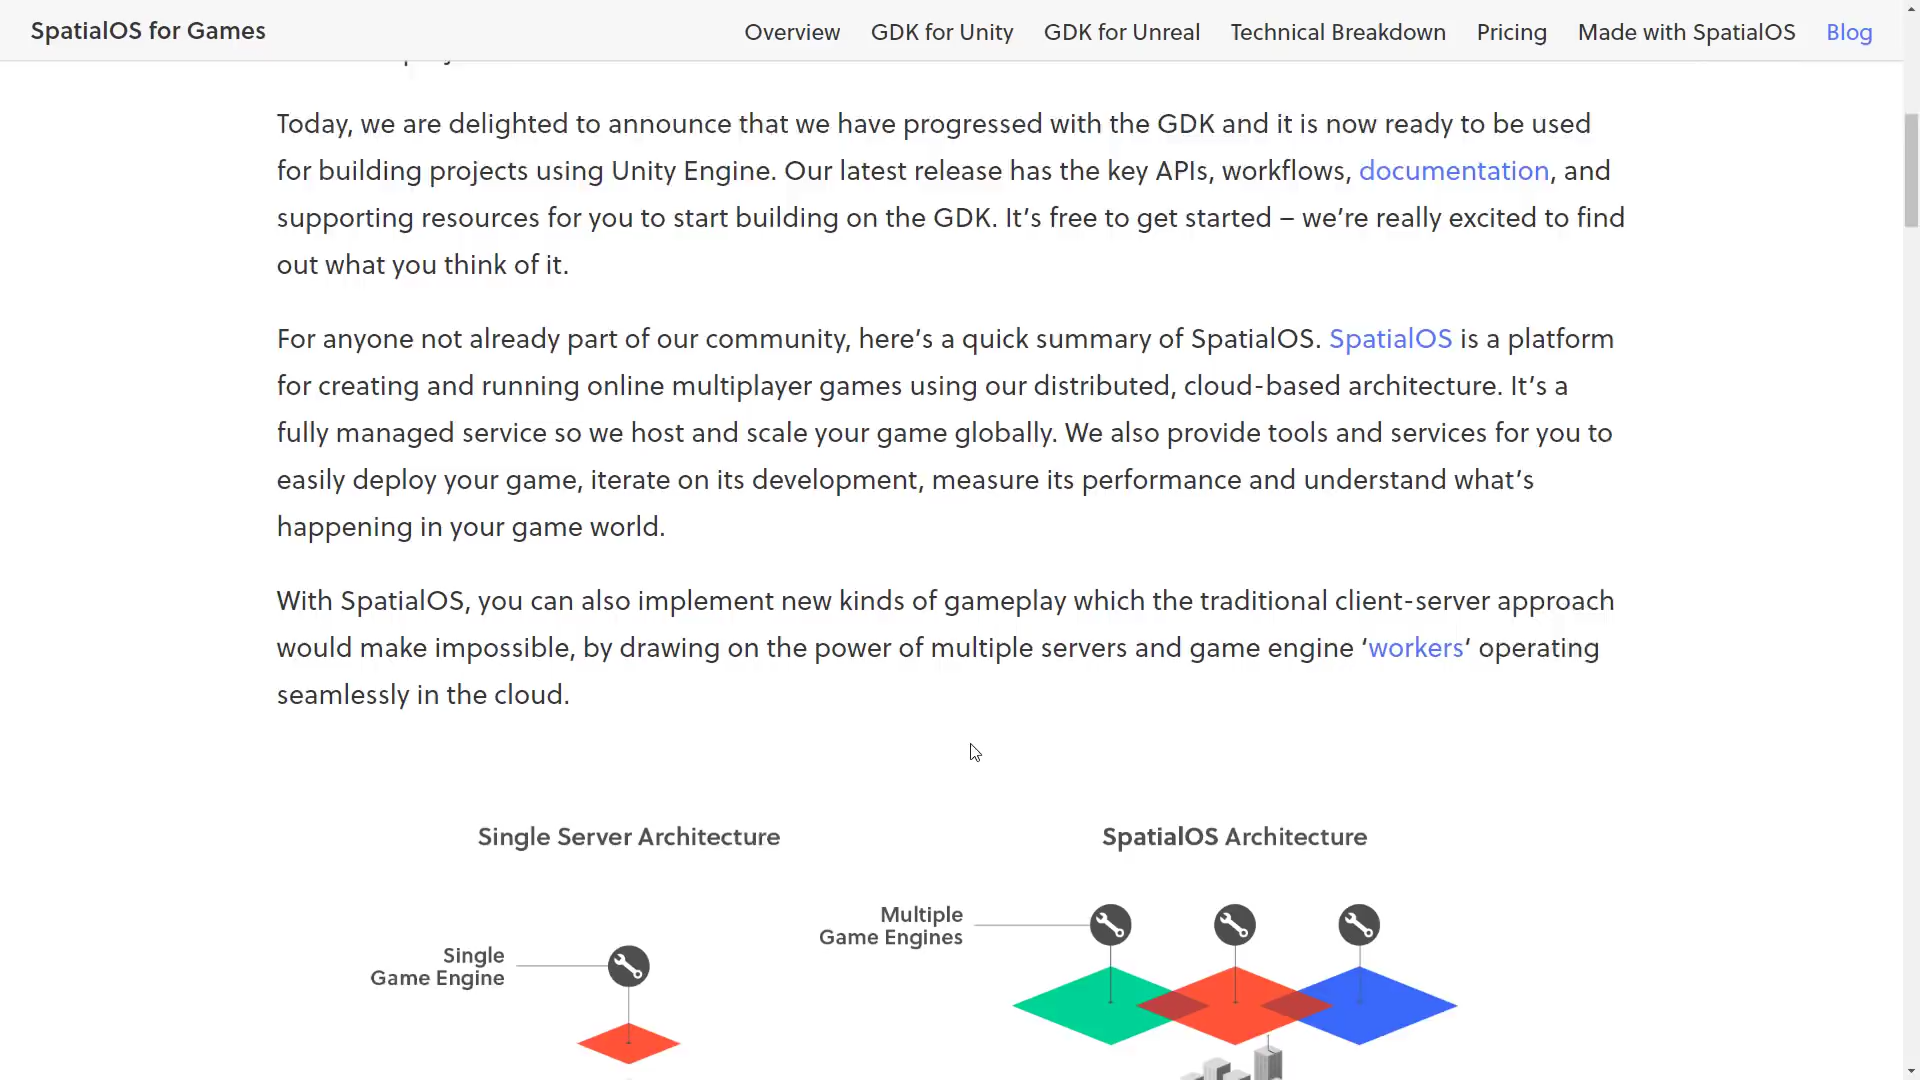 SpatialOS for Games
Overview
GDK for Unity
GDK for Unreal
Technical Breakdown
Pricing
Made with SpatialOS
Blog
Today, we are delighted to announce that we have progressed with the GDK and it is now ready to be used
for building projects using Unity Engine. Our latest release has the key APIs, workflows, documentation, and
supporting resources for you to start building on the GDK. It’s free to get started – we’re really excited to find
out what you think of it.
For anyone not already part of our community, here’s a quick summary of SpatialOS. SpatialOS is a platform
for creating and running online multiplayer games using our distributed, cloud-based architecture. It’s a
fully managed service so we host and scale your game globally. We also provide tools and services for you to
easily deploy your game, iterate on its development, measure its performance and understand what’s
happening in your game world.
With SpatialOS, you can also implement new kinds of gameplay which the traditional client-server approach
would make impossible, by drawing on the power of multiple servers and game engine ‘workers‘ operating
seamlessly in the cloud.
Single Server Architecture
Single
Game Engine
SpatialOS Architecture
Multiple
Game Engines